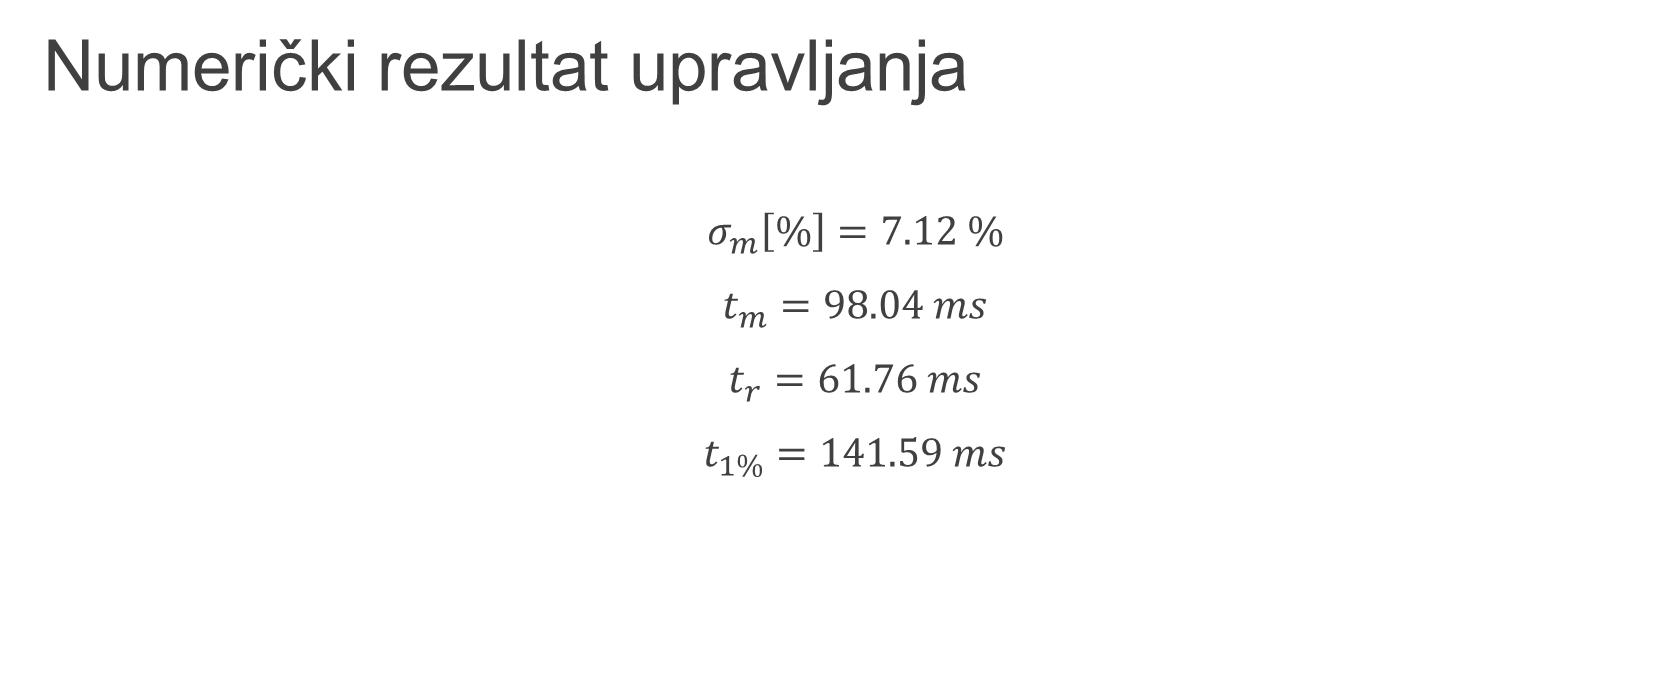 Numerički rezultat upravljanja
σm[%] = 7.12 %
tm = 98.04 ms
tr = 61.76 ms
t1% = 141.59 ms